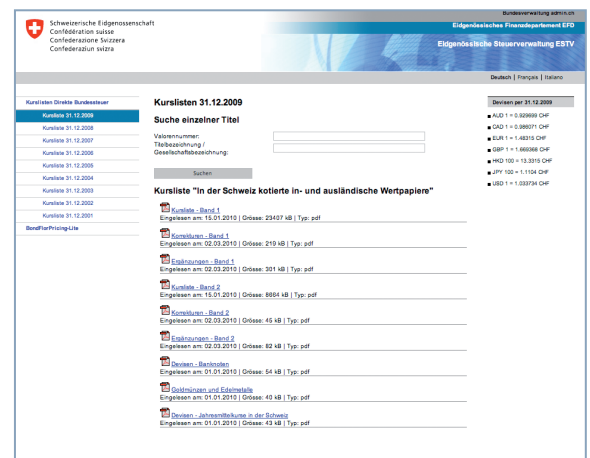 Bundesverwaltung admin.ch
Schweizerische Eidgenossenschaft
Confédération suisse
Confederazione Svizzera
Confederaziun svizra
Eidgenössisches Finanzdepartement EFD
Eidgenössische Steuerverwaltung ESTV
Deutsch | Français | Italiano
Kurslisten Direkte Bundessteuer
Kursliste 31.12.2009
Kursliste 31.12.2008
Kursliste 31.12.2007
Kursliste 31.12.2006
Kursliste 31.12.2005
Kursliste 31.12.2004
Kursliste 31.12.2003
Kursliste 31.12.2002
Kursliste 31.12.2001
BondFlorPricing-Lite
Kurslisten 31.12.2009
Suche einzelner Titel
Valorennummer:
Titelbezeichnung /
Gesellschaftsbezeichnung:
Suchen
Kursliste "In der Schweiz kotierte in- und ausländische Wertpapiere"
Kursliste - Band 1
Eingelesen am: 15.01.2010 | Grösse: 23407 kB | Typ: pdf
Korrekturen - Band 1
Eingelesen am: 02.03.2010 | Grösse: 219 kB | Typ: pdf
Ergänzungen - Band 1
Eingelesen am: 02.03.2010 | Grösse: 301 kB | Typ: pdf
Kursliste - Band 2
Eingelesen am: 15.01.2010 | Grösse: 8664 kB | Typ: pdf
Korrekturen - Band 2
Eingelesen am: 02.03.2010 | Grösse: 45 kB | Typ: pdf
Ergänzungen - Band 2
Eingelesen am: 02.03.2010 | Grösse: 82 kB | Typ: pdf
Devisen - Banknoten
Eingelesen am: 01.01.2010 | Grösse: 54 kB | Typ: pdf
Goldmünzen und Edelmetalle
Eingelesen am: 01.01.2010 | Grösse: 40 kB | Typ: pdf
Devisen - Jahresmittelkurse in der Schweiz
Eingelesen am: 01.01.2010 | Grösse: 43 kB | Typ: pdf
Devisen per 31.12.2009
AUD 1 = 0.929699 CHF
CAD 1 = 0.986071 CHF
EUR 1 = 1.48315 CHF
GBP 1 = 1.669368 CHF
HKD 100 = 13.3315 CHF
JPY 100 = 1.1104 CHF
USD 1 = 1.033734 CHF